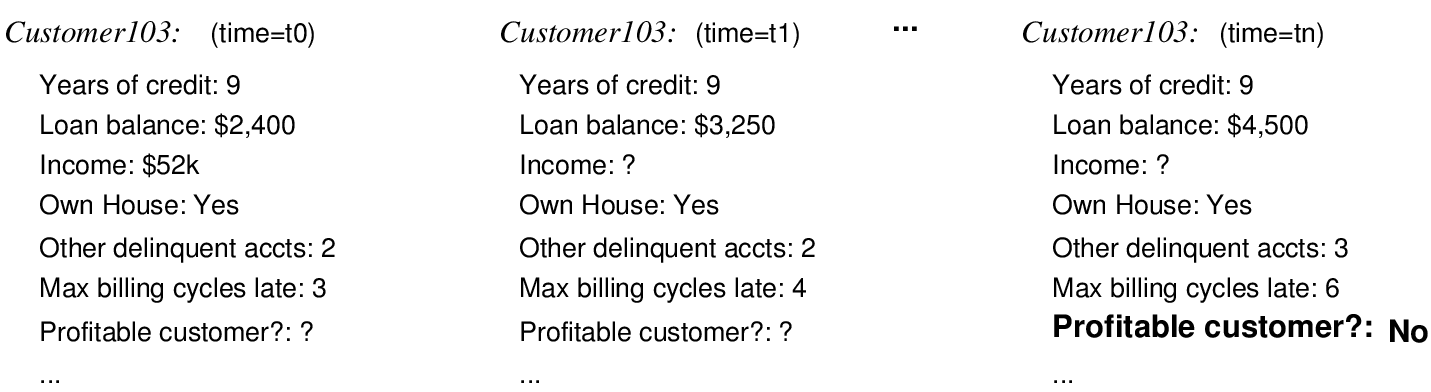 Customer103: (time=t0)
Years of credit: 9
Loan balance: $2,400
Income: $52k
Own House: Yes
Other delinquent accts: 2
Max billing cycles late: 3
Profitable customer?: ?
...
Customer103: (time=t1)
Years of credit: 9
Loan balance: $3,250
Income: ?
Own House: Yes
Other delinquent accts: 2
Max billing cycles late: 4
Profitable customer?: ?
...
...
Customer103: (time=tn)
Years of credit: 9
Loan balance: $4,500
Income: ?
Own House: Yes
Other delinquent accts: 3
Max billing cycles late: 6
Profitable customer?: No
...